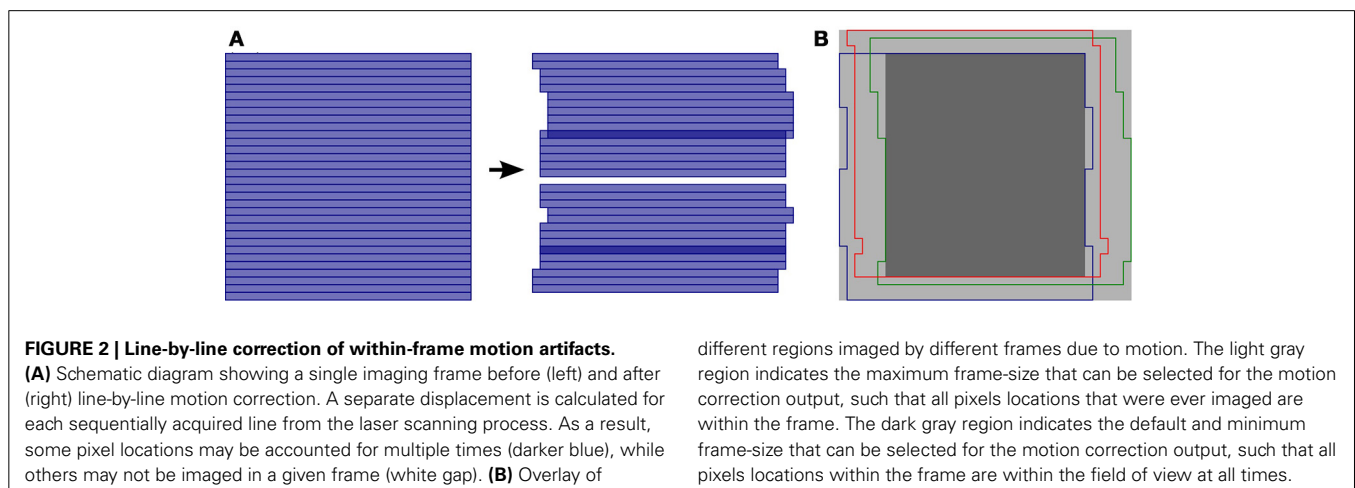 A
B
FIGURE 2 | Line-by-line correction of within-frame motion artifacts.
(A) Schematic diagram showing a single imaging frame before (left) and after
(right) line-by-line motion correction. A separate displacement is calculated for
each sequentially acquired line from the laser scanning process. As a result,
some pixel locations may be accounted for multiple times (darker blue), while
others may not be imaged in a given frame (white gap). (B) Overlay of
different regions imaged by different frames due to motion. The light gray
region indicates the maximum frame-size that can be selected for the motion
correction output, such that all pixels locations that were ever imaged are
within the frame. The dark gray region indicates the default and minimum
frame-size that can be selected for the motion correction output, such that all
pixels locations within the frame are within the field of view at all times.